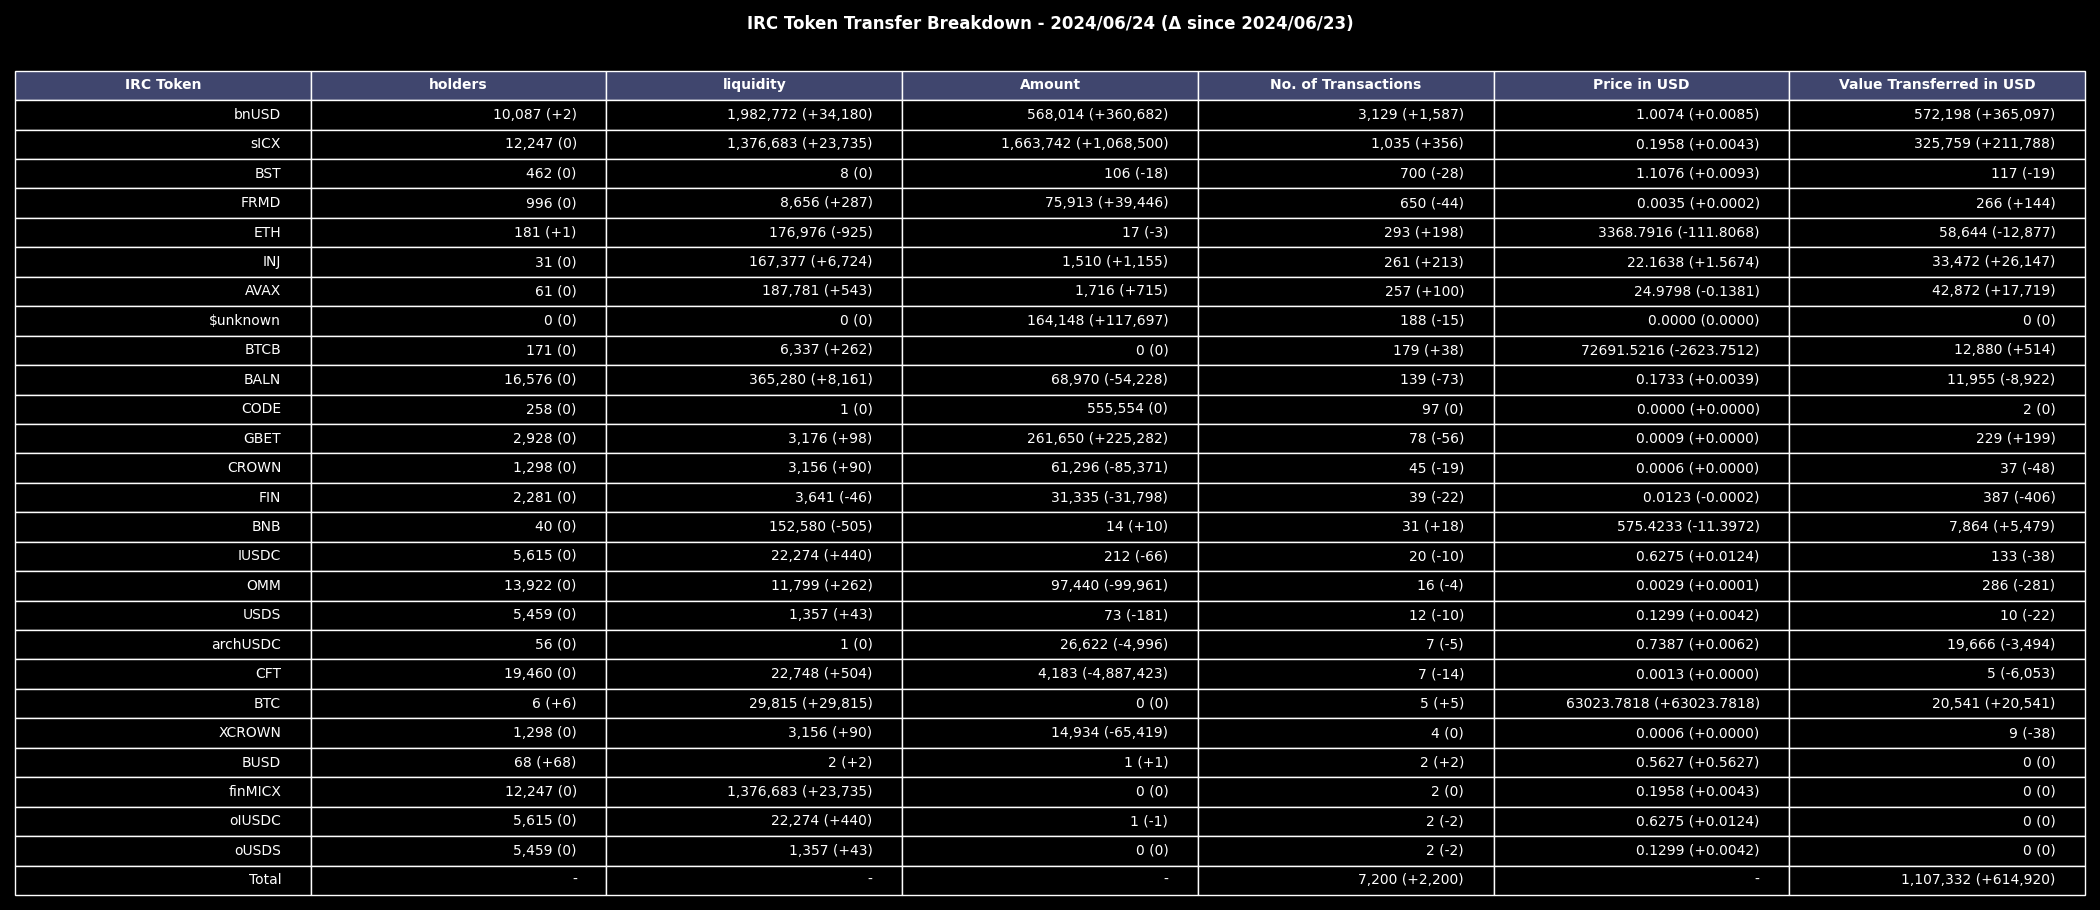 IRC Token Transfer Breakdown - 2024/06/24 (Δ since 2024/06/23)
IRC Token holders liquidity Amount No. of Transactions Price in USD Value Transferred in USD
bnUSD 10,087 (+2) 1,982,772 (+34,180) 568,014 (+360,682) 3,129 (+1,587) 1.0074 (+0.0085) 572,198 (+365,097)
sICX 12,247 (0) 1,376,683 (+23,735) 1,663,742 (+1,068,500) 1,035 (+356) 0.1958 (+0.0043) 325,759 (+211,788)
BST 462 (0) 8 (0) 106 (-18) 700 (-28) 1.1076 (+0.0093) 117 (-19)
FRMD 996 (0) 8,656 (+287) 75,913 (+39,446) 650 (-44) 0.0035 (+0.0002) 266 (+144)
ETH 181 (+1) 176,976 (-925) 17 (-3) 293 (+198) 3368.7916 (-111.8068) 58,644 (-12,877)
INJ 31 (0) 167,377 (+6,724) 1,510 (+1,155) 261 (+213) 22.1638 (+1.5674) 33,472 (+26,147)
AVAX 61 (0) 187,781 (+543) 1,716 (+715) 257 (+100) 24.9798 (-0.1381) 42,872 (+17,719)
$unknown 0 (0) 0 (0) 164,148 (+117,697) 188 (-15) 0.0000 (0.0000) 0 (0)
BTCB 171 (0) 6,337 (+262) 0 (0) 179 (+38) 72691.5216 (-2623.7512) 12,880 (+514)
BALN 16,576 (0) 365,280 (+8,161) 68,970 (-54,228) 139 (-73) 0.1733 (+0.0039) 11,955 (-8,922)
CODE 258 (0) 1 (0) 555,554 (0) 97 (0) 0.0000 (+0.0000) 2 (0)
GBET 2,928 (0) 3,176 (+98) 261,650 (+225,282) 78 (-56) 0.0009 (+0.0000) 229 (+199)
CROWN 1,298 (0) 3,156 (+90) 61,296 (-85,371) 45 (-19) 0.0006 (+0.0000) 37 (-48)
FIN 2,281 (0) 3,641 (-46) 31,335 (-31,798) 39 (-22) 0.0123 (-0.0002) 387 (-406)
BNB 40 (0) 152,580 (-505) 14 (+10) 31 (+18) 575.4233 (-11.3972) 7,864 (+5,479)
IUSDC 5,615 (0) 22,274 (+440) 212 (-66) 20 (-10) 0.6275 (+0.0124) 133 (-38)
OMM 13,922 (0) 11,799 (+262) 97,440 (-99,961) 16 (-4) 0.0029 (+0.0001) 286 (-281)
USDS 5,459 (0) 1,357 (+43) 73 (-181) 12 (-10) 0.1299 (+0.0042) 10 (-22)
archUSDC 56 (0) 1 (0) 26,622 (-4,996) 7 (-5) 0.7387 (+0.0062) 19,666 (-3,494)
CFT 19,460 (0) 22,748 (+504) 4,183 (-4,887,423) 7 (-14) 0.0013 (+0.0000) 5 (-6,053)
BTC 6 (+6) 29,815 (+29,815) 0 (0) 5 (+5) 63023.7818 (+63023.7818) 20,541 (+20,541)
XCROWN 1,298 (0) 3,156 (+90) 14,934 (-65,419) 4 (0) 0.0006 (+0.0000) 9 (-38)
BUSD 68 (+68) 2 (+2) 1 (+1) 2 (+2) 0.5627 (+0.5627) 0 (0)
finMICX 12,247 (0) 1,376,683 (+23,735) 0 (0) 2 (0) 0.1958 (+0.0043) 0 (0)
oIUSDC 5,615 (0) 22,274 (+440) 1 (-1) 2 (-2) 0.6275 (+0.0124) 0 (0)
oUSDS 5,459 (0) 1,357 (+43) 0 (0) 2 (-2) 0.1299 (+0.0042) 0 (0)
Total - - - 7,200 (+2,200) - 1,107,332 (+614,920)